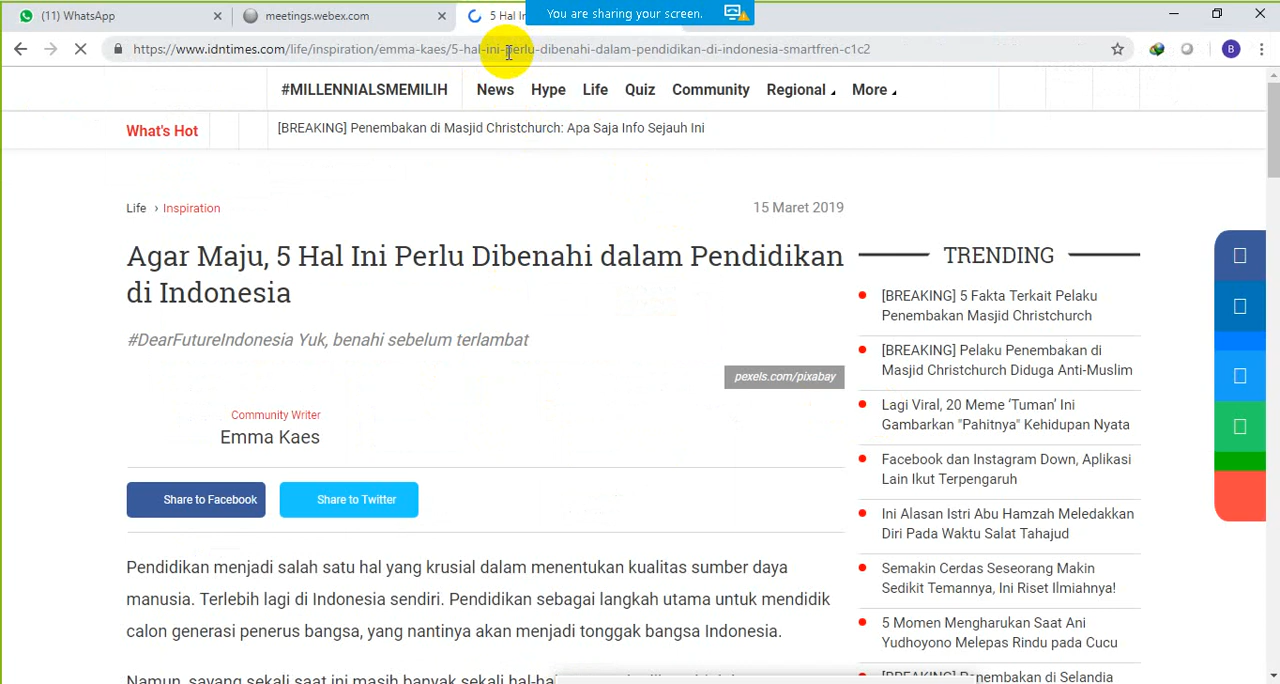 (11) WhatsApp
meetings.webex.com
5 Hal In
You are sharing your screen.
https://www.idntimes.com/life/inspiration/emma-kaes/5-hal-ini-perlu-dibenahi-dalam-pendidikan-di-indonesia-smartfren-c1c2
B
#MILLENNIALSMEMILIH News Hype Life Quiz Community Regional More
What's Hot
[BREAKING] Penembakan di Masjid Christchurch: Apa Saja Info Sejauh Ini
Life › Inspiration
15 Maret 2019
Agar Maju, 5 Hal Ini Perlu Dibenahi dalam Pendidikan
di Indonesia
#DearFutureIndonesia Yuk, benahi sebelum terlambat
pexels.com/pixabay
Community Writer
Emma Kaes
Share to Facebook
Share to Twitter
Pendidikan menjadi salah satu hal yang krusial dalam menentukan kualitas sumber daya
manusia. Terlebih lagi di Indonesia sendiri. Pendidikan sebagai langkah utama untuk mendidik
calon generasi penerus bangsa, yang nantinya akan menjadi tonggak bangsa Indonesia.
Namun, sayang sekali saat ini masih banyak sekali
TRENDING
[BREAKING] 5 Fakta Terkait Pelaku
Penembakan Masjid Christchurch
[BREAKING] Pelaku Penembakan di
Masjid Christchurch Diduga Anti-Muslim
Lagi Viral, 20 Meme ‘Tuman’ Ini
Gambarkan "Pahitnya" Kehidupan Nyata
Facebook dan Instagram Down, Aplikasi
Lain Ikut Terpengaruh
Ini Alasan Istri Abu Hamzah Meledakkan
Diri Pada Waktu Salat Tahajud
Semakin Cerdas Seseorang Makin
Sedikit Temannya, Ini Riset Ilmiahnya!
5 Momen Mengharukan Saat Ani
Yudhoyono Melepas Rindu pada Cucu
[BREAKING] Penembakan di Selandia